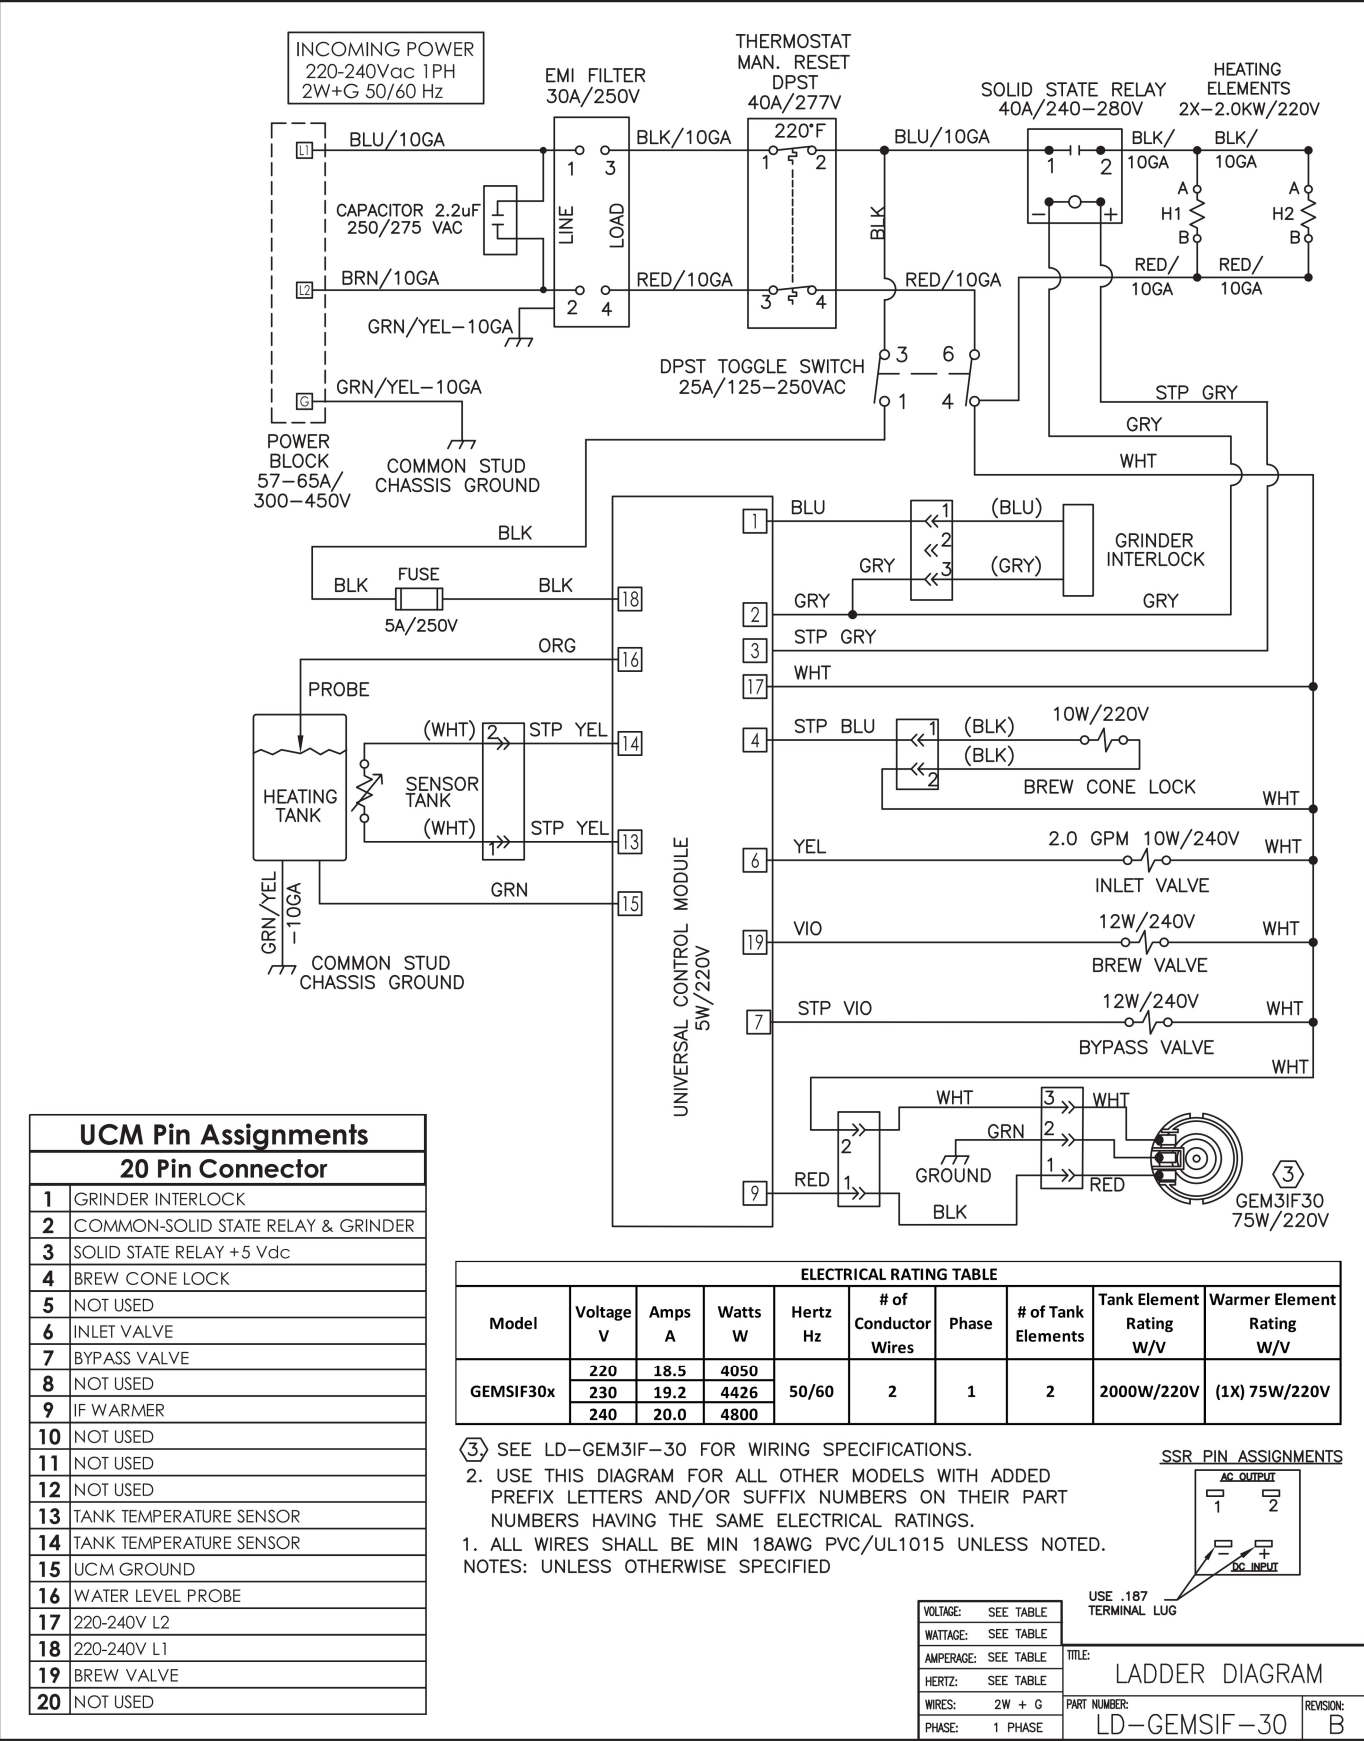 INCOMING POWER
220-240Vac 1PH
2W+G 50/60 Hz
EMI FILTER
30A/250V
THERMOSTAT
MAN. RESET
DPST
40A/277V
SOLID STATE RELAY
40A/240-280V
HEATING
ELEMENTS
2X-2.0KW/220V
L1
BLU/10GA
1
3
BLK/10GA
220°F
1
2
BLU/10GA
1
2
BLK/
10GA
BLK/
10GA
CAPACITOR 2.2uF
250/275 VAC
LINE
LOAD
BLK
-
+
A
H1
B
A
H2
B
L2
BRN/10GA
2
4
RED/10GA
3
4
RED/10GA
RED/
10GA
RED/
10GA
GRN/YEL-10GA
G
GRN/YEL-10GA
DPST TOGGLE SWITCH
25A/125-250VAC
3
6
1
4
STP GRY
GRY
WHT
POWER
BLOCK
57-65A/
300-450V
COMMON STUD
CHASSIS GROUND
BLK
BLK
FUSE
5A/250V
BLK
18
ORG
16
PROBE
(WHT)
2
STP YEL
14
HEATING
TANK
SENSOR
TANK
(WHT)
1
STP YEL
13
GRN
15
GRN/YEL
-10GA
COMMON STUD
CHASSIS GROUND
UNIVERSAL CONTROL MODULE
5W/220V
1
BLU
1
(BLU)
2
GRINDER
INTERLOCK
GRY
3
(GRY)
2
GRY
GRY
3
STP GRY
17
WHT
4
STP BLU
1
(BLK)
10W/220V
(BLK)
2
BREW CONE LOCK
WHT
6
YEL
2.0 GPM 10W/240V
WHT
INLET VALVE
19
VIO
12W/240V
WHT
BREW VALVE
7
STP VIO
12W/240V
WHT
BYPASS VALVE
WHT
WHT
3
WHT
2
GRN
2
GROUND
9
RED
1
BLK
1
RED
3
GEM3IF30
75W/220V
UCM Pin Assignments
20 Pin Connector
1 GRINDER INTERLOCK
2 COMMON-SOLID STATE RELAY & GRINDER
3 SOLID STATE RELAY +5 Vdc
4 BREW CONE LOCK
5 NOT USED
6 INLET VALVE
7 BYPASS VALVE
8 NOT USED
9 IF WARMER
10 NOT USED
11 NOT USED
12 NOT USED
13 TANK TEMPERATURE SENSOR
14 TANK TEMPERATURE SENSOR
15 UCM GROUND
16 WATER LEVEL PROBE
17 220-240V L2
18 220-240V L1
19 BREW VALVE
20 NOT USED
ELECTRICAL RATING TABLE
Model Voltage V Amps A Watts W Hertz Hz # of Conductor Wires Phase # of Tank Elements Tank Element Rating W/V Warmer Element Rating W/V
220 18.5 4050
GEMSIF30x 230 19.2 4426 50/60 2 1 2 2000W/220V (1X) 75W/220V
240 20.0 4800
3. SEE LD-GEM3IF-30 FOR WIRING SPECIFICATIONS.
2. USE THIS DIAGRAM FOR ALL OTHER MODELS WITH ADDED
PREFIX LETTERS AND/OR SUFFIX NUMBERS ON THEIR PART
NUMBERS HAVING THE SAME ELECTRICAL RATINGS.
1. ALL WIRES SHALL BE MIN 18AWG PVC/UL1015 UNLESS NOTED.
NOTES: UNLESS OTHERWISE SPECIFIED
SSR PIN ASSIGNMENTS
AC OUTPUT
1 2
- +
DC INPUT
USE .187
TERMINAL LUG
VOLTAGE: SEE TABLE
WATTAGE: SEE TABLE
AMPERAGE: SEE TABLE
HERTZ: SEE TABLE
WIRES: 2W + G
PHASE: 1 PHASE
TITLE:
LADDER DIAGRAM
PART NUMBER:
LD-GEMSIF-30
REVISION:
B